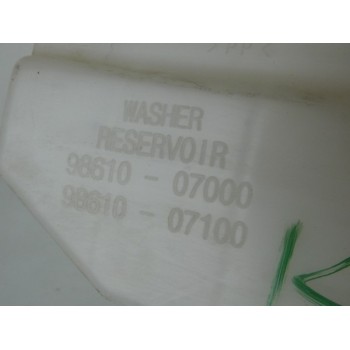 WASHER
RESERVOIR
98610 - 07000
98610 - 07100